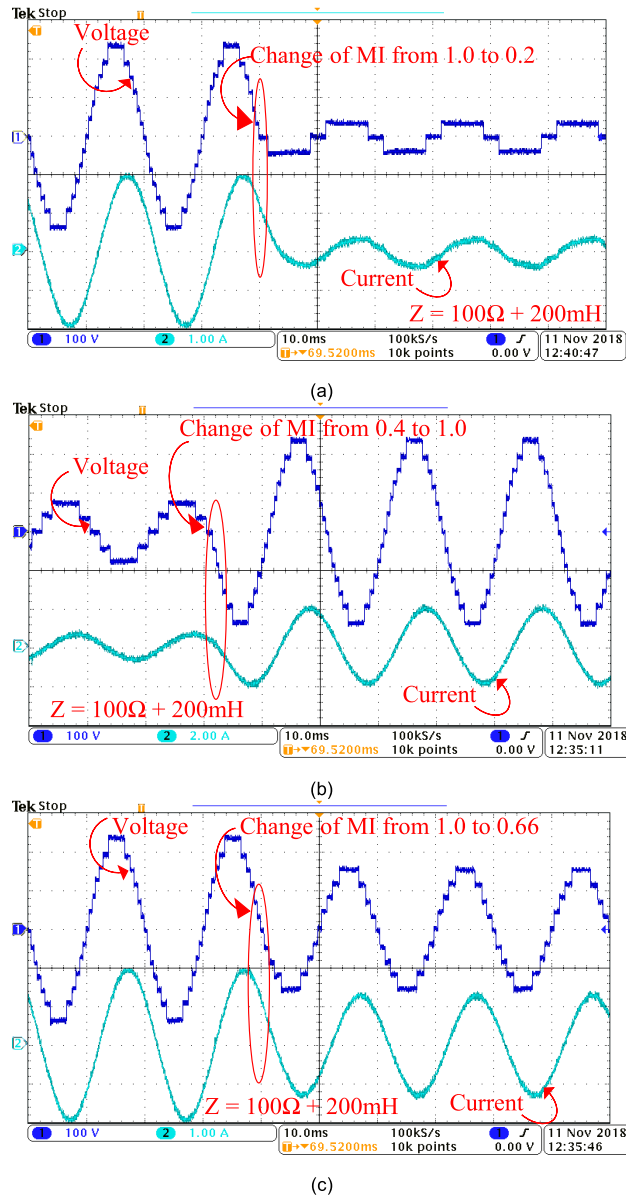 Tek Stop
T
T
Voltage
Change of MI from 1.0 to 0.2
1
2
Current
Z = 100Ω + 200mH
1 100 V 2 1.00 A 10.0ms 100kS/s 1 11 Nov 2018
T→▼69.5200ms 10k points 0.00 V 12:40:47
(a)
Tek Stop
T
T
Change of MI from 0.4 to 1.0
Voltage
1
2
Z = 100Ω + 200mH
Current
1 100 V 2 2.00 A 10.0ms 100kS/s 1 11 Nov 2018
T→▼69.5200ms 10k points 0.00 V 12:35:11
(b)
Tek Stop
T
T
Voltage Change of MI from 1.0 to 0.66
1
2
Z = 100Ω + 200mH
Current
1 100 V 2 1.00 A 10.0ms 100kS/s 1 11 Nov 2018
T→▼69.5200ms 10k points 0.00 V 12:35:46
(c)